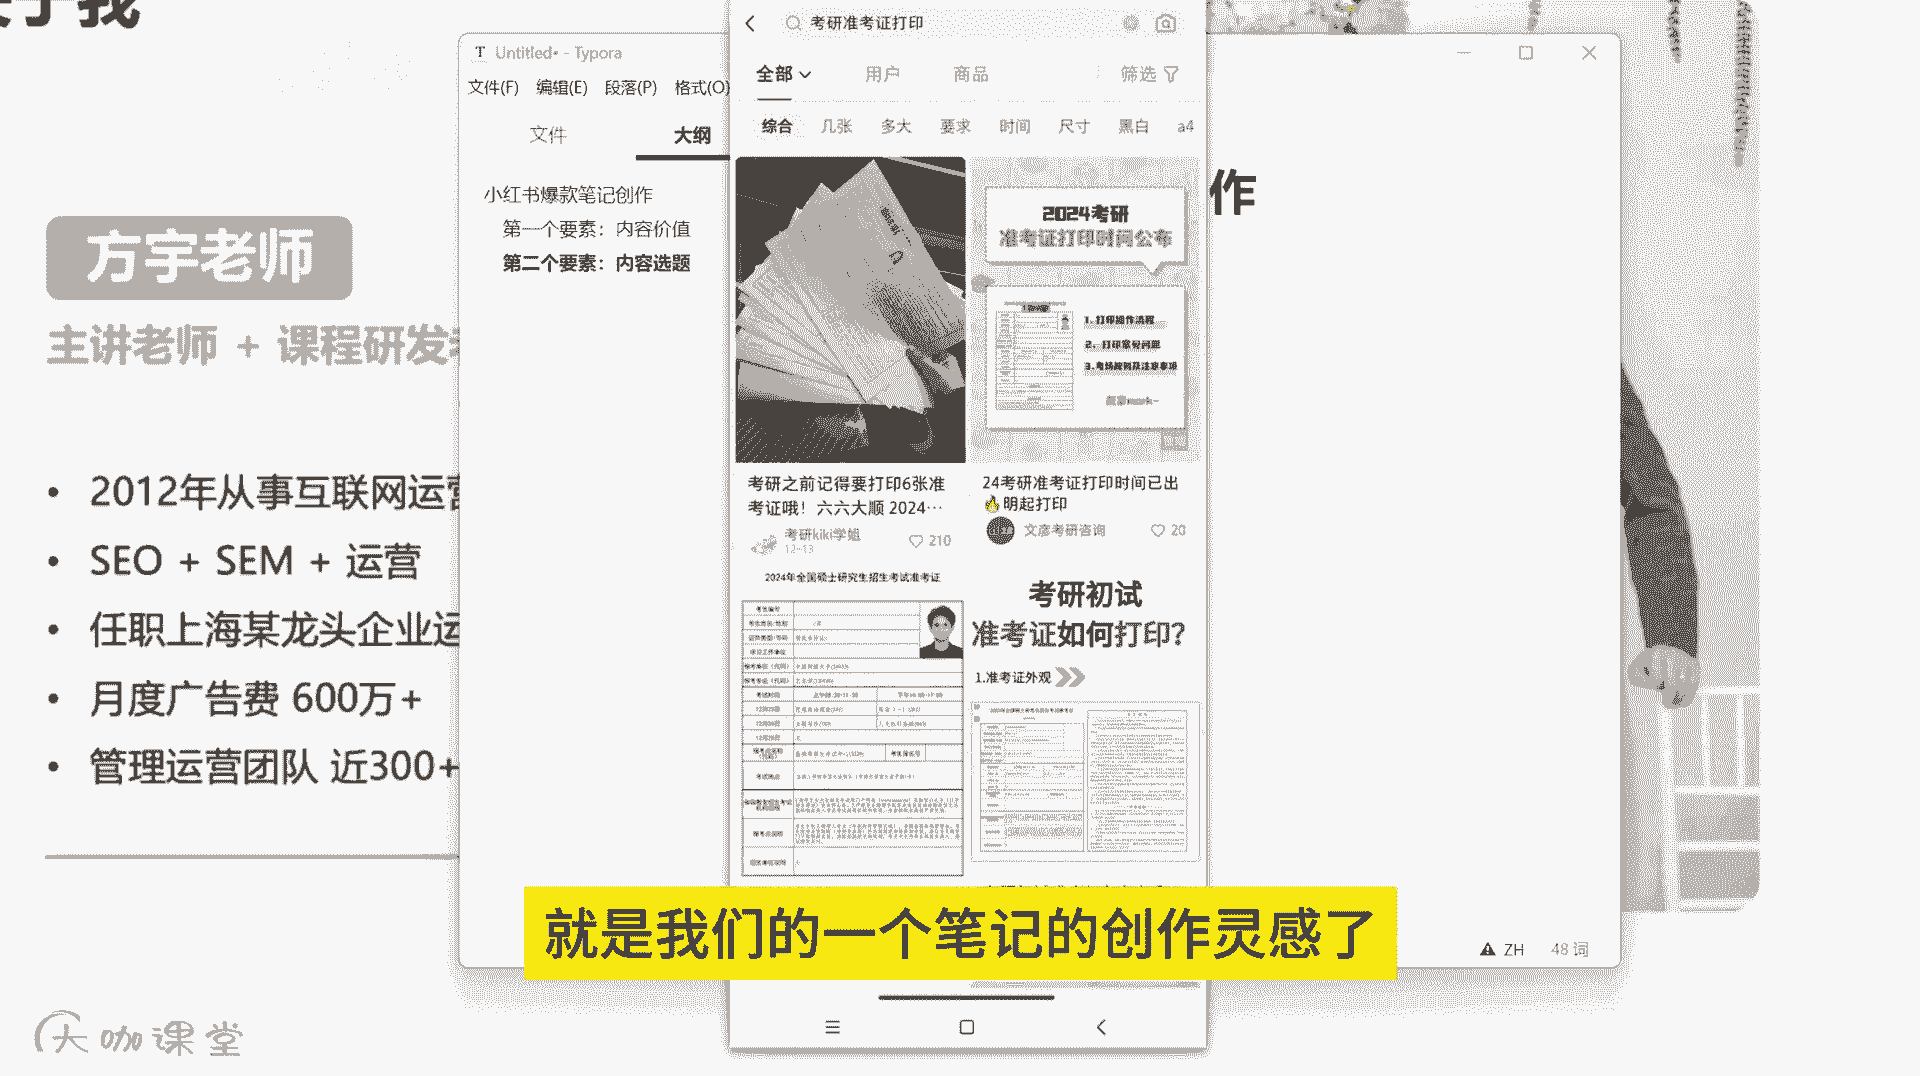 关于我
方宇老师
主讲老师 + 课程研发
2012年从事互联网运营
SEO + SEM + 运营
任职上海某龙头企业运
月度广告费 600万+
管理运营团队 近300+
大咖课堂
Untitled• - Typora
文件(F) 编辑(E) 段落(P) 格式(O)
文件 大纲
小红书爆款笔记创作
第一个要素：内容价值
第二个要素：内容选题
作
ZH 48 词
考研准考证打印
全部 用户 商品 筛选
综合 几张 多大 要求 时间 尺寸 黑白 a4
2024考研
准考证打印时间公布
1.打印操作流程
2.打印常见问题
3.考场规则及注意事项
考研之前记得要打印6张准
考证哦！六六大顺 2024…
考研kiki学姐
12-13
210
24考研准考证打印时间已出
🔥明起打印
文彦考研咨询
20
2024年全国硕士研究生招生考试准考证
考研初试
准考证如何打印？
1.准考证外观
就是我们的一个笔记的创作灵感了